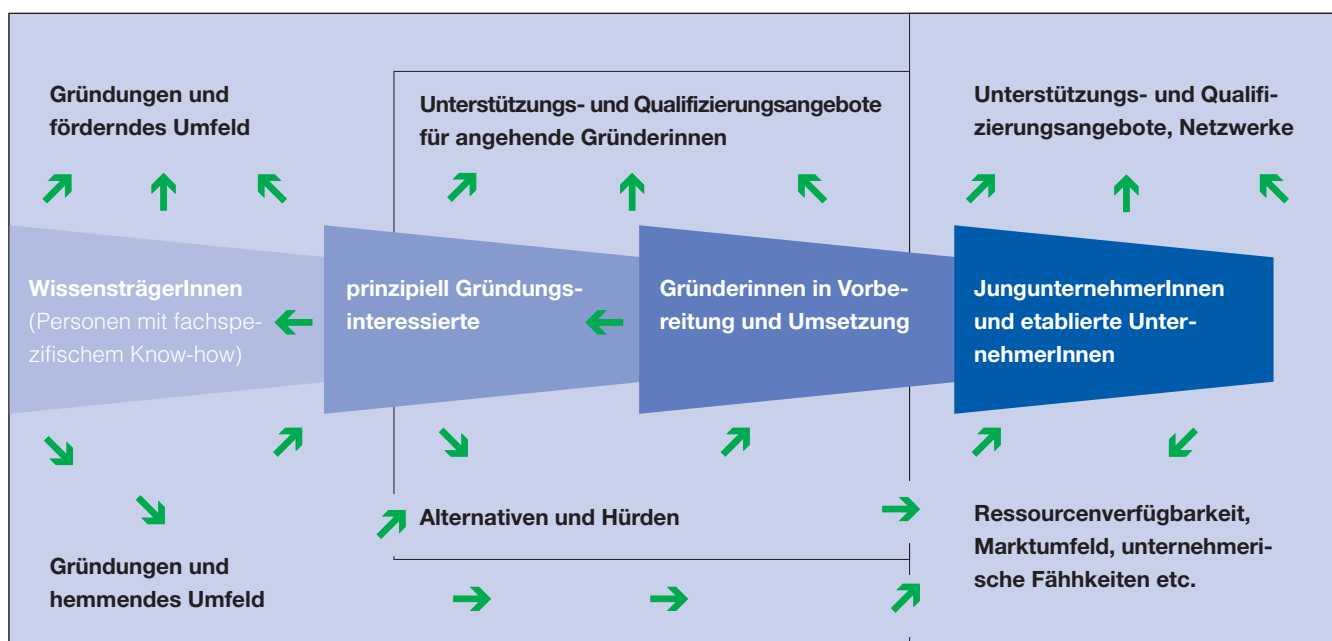 Gründungen und
förderndes Umfeld
Unterstützungs- und Qualifizierungsangebote
für angehende Gründerinnen
Unterstützungs- und Qualifi-
zierungsangebote, Netzwerke
WissensträgerInnen
(Personen mit fachspe-
zifischem Know-how)
prinzipiell Gründungs-
interessierte
Gründerinnen in Vorbe-
reitung und Umsetzung
JungunternehmerInnen
und etablierte Unter-
nehmerInnen
Alternativen und Hürden
Gründungen und
hemmendes Umfeld
Ressourcenverfügbarkeit,
Marktumfeld, unternehmeri-
sche Fähhkeiten etc.